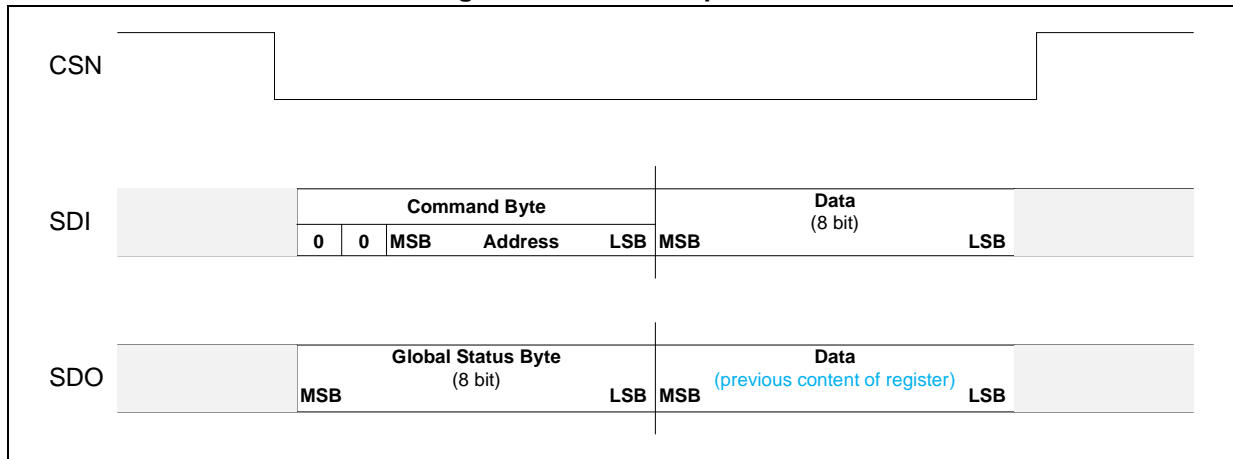 CSN
SDI
Command Byte
0 0 MSB Address LSB
Data
(8 bit)
MSB LSB
SDO
Global Status Byte
(8 bit)
MSB LSB
Data
(previous content of register)
MSB LSB